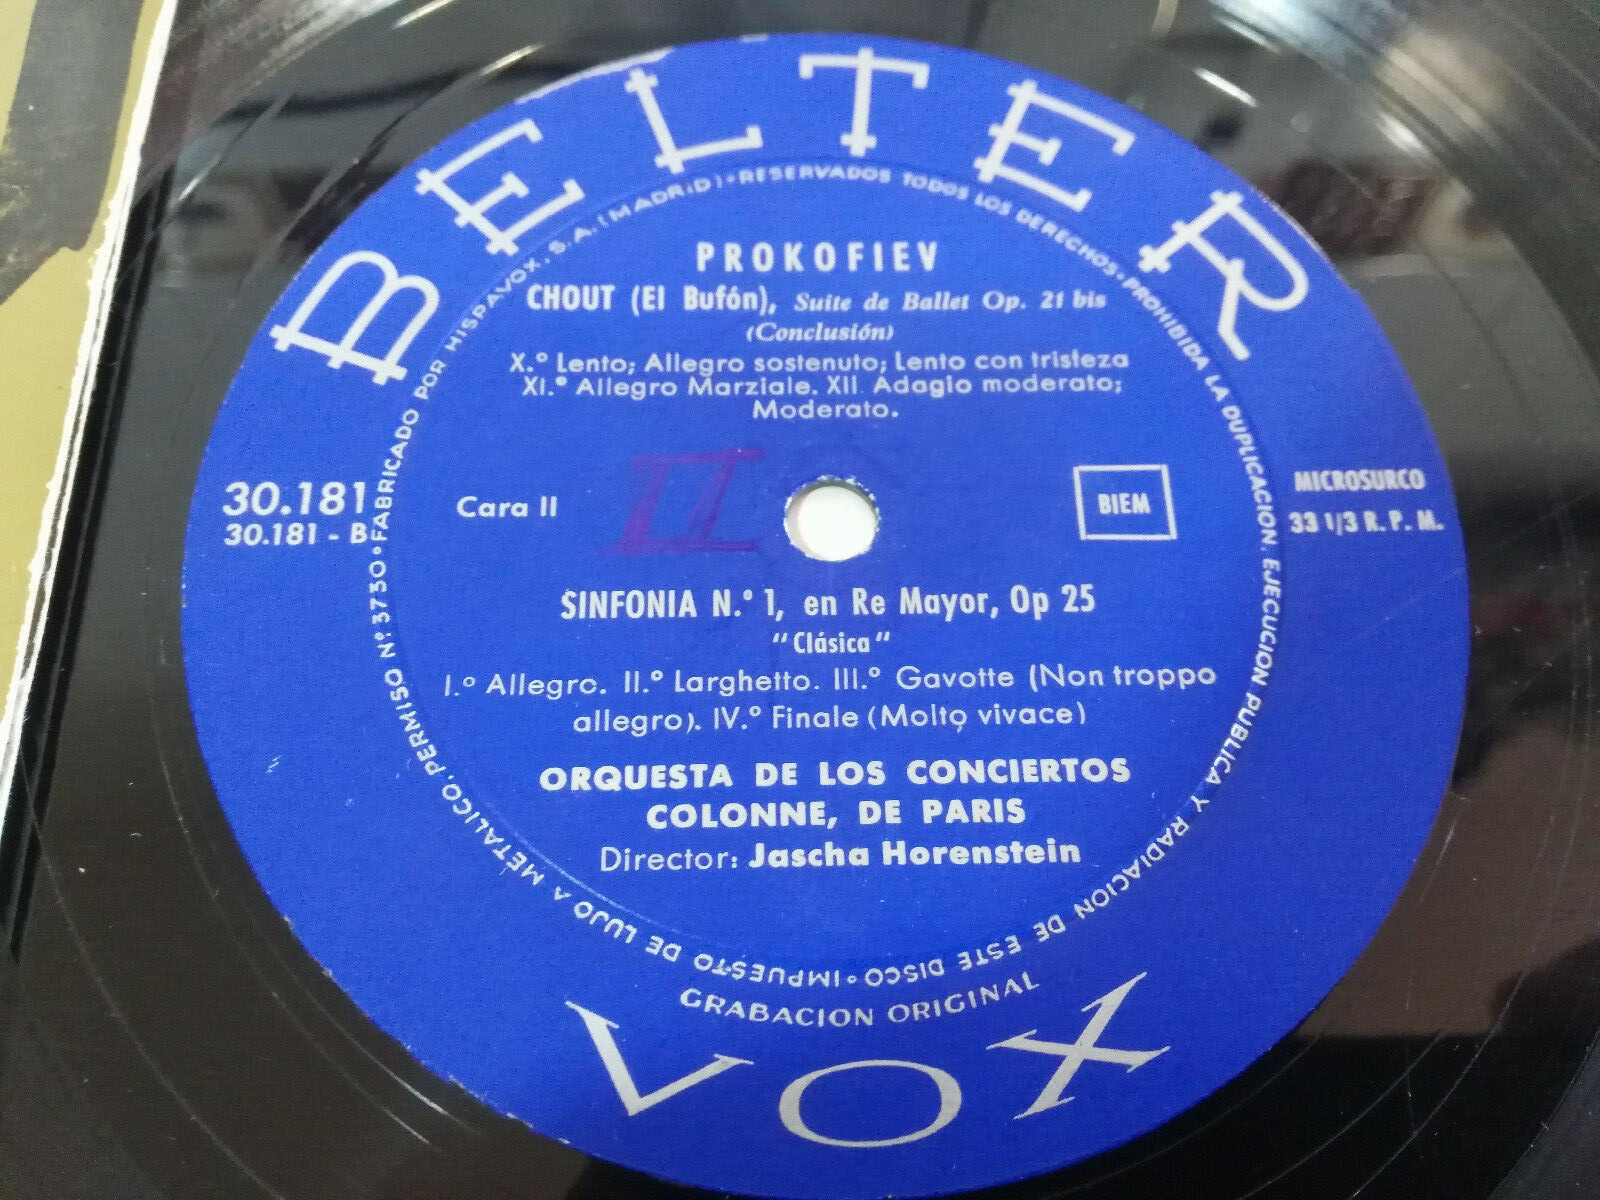 BELTER
FABRICADO POR HISPAVOX, S.A. (MADRID) • RESERVADOS TODOS LOS DERECHOS • PROHIBIDA LA DUPLICACION, EJECUCION PUBLICA Y RADIACION DE ESTE DISCO • IMPUESTO DE LUJO A METALICO, PERMISO Nº 3750 •
PROKOFIEV
CHOUT (El Bufón), Suite de Ballet Op. 21 bis
(Conclusión)
X.º Lento; Allegro sostenuto; Lento con tristeza
XI.º Allegro Marziale. XII. Adagio moderato;
Moderato.
30.181
30.181 - B
Cara II
II
BIEM
MICROSURCO
33 1/3 R. P. M.
SINFONIA N.º 1, en Re Mayor, Op 25
"Clásica"
I.º Allegro. II.º Larghetto. III.º Gavotte (Non troppo
allegro). IV.º Finale (Molto vivace)
ORQUESTA DE LOS CONCIERTOS
COLONNE, DE PARIS
Director: Jascha Horenstein
GRABACION ORIGINAL
VOX